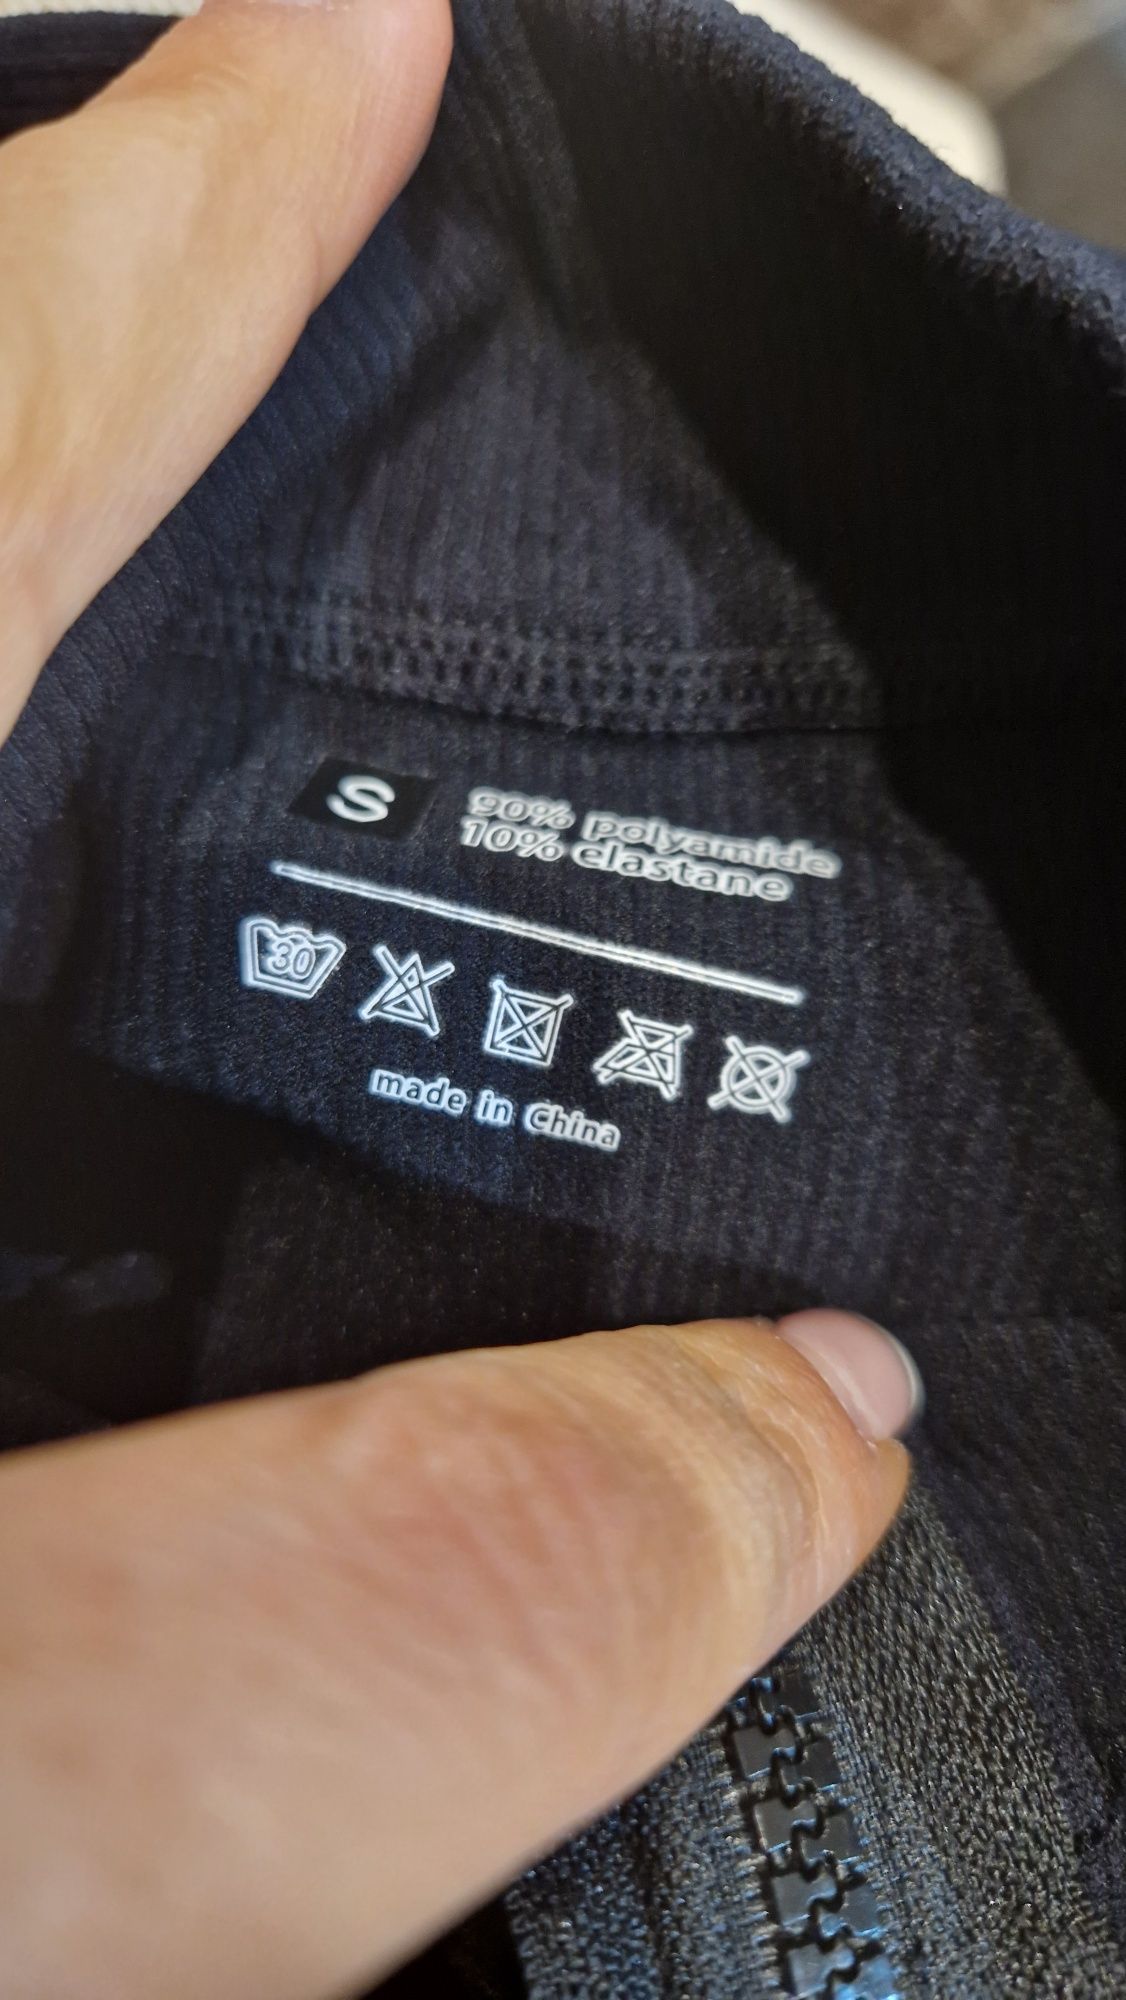 S
90% polyamide
10% elastane
30
made in China